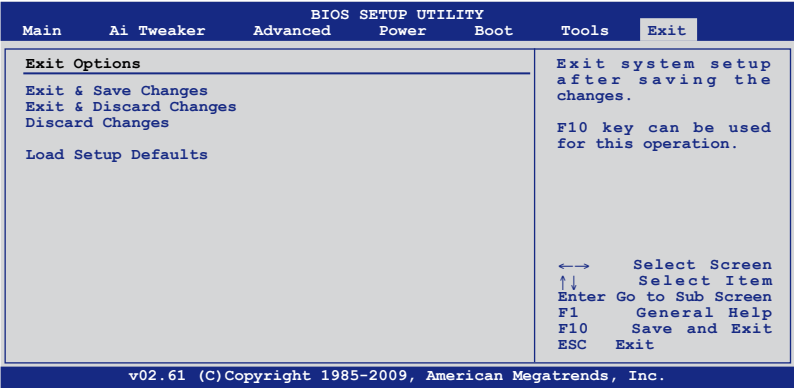 BIOS SETUP UTILITY
Main Ai Tweaker Advanced Power Boot Tools Exit
Exit Options
Exit & Save Changes
Exit & Discard Changes
Discard Changes
Load Setup Defaults
Exit system setup
after saving the
changes.
F10 key can be used
for this operation.
←→ Select Screen
↑↓ Select Item
Enter Go to Sub Screen
F1 General Help
F10 Save and Exit
ESC Exit
v02.61 (C)Copyright 1985-2009, American Megatrends, Inc.